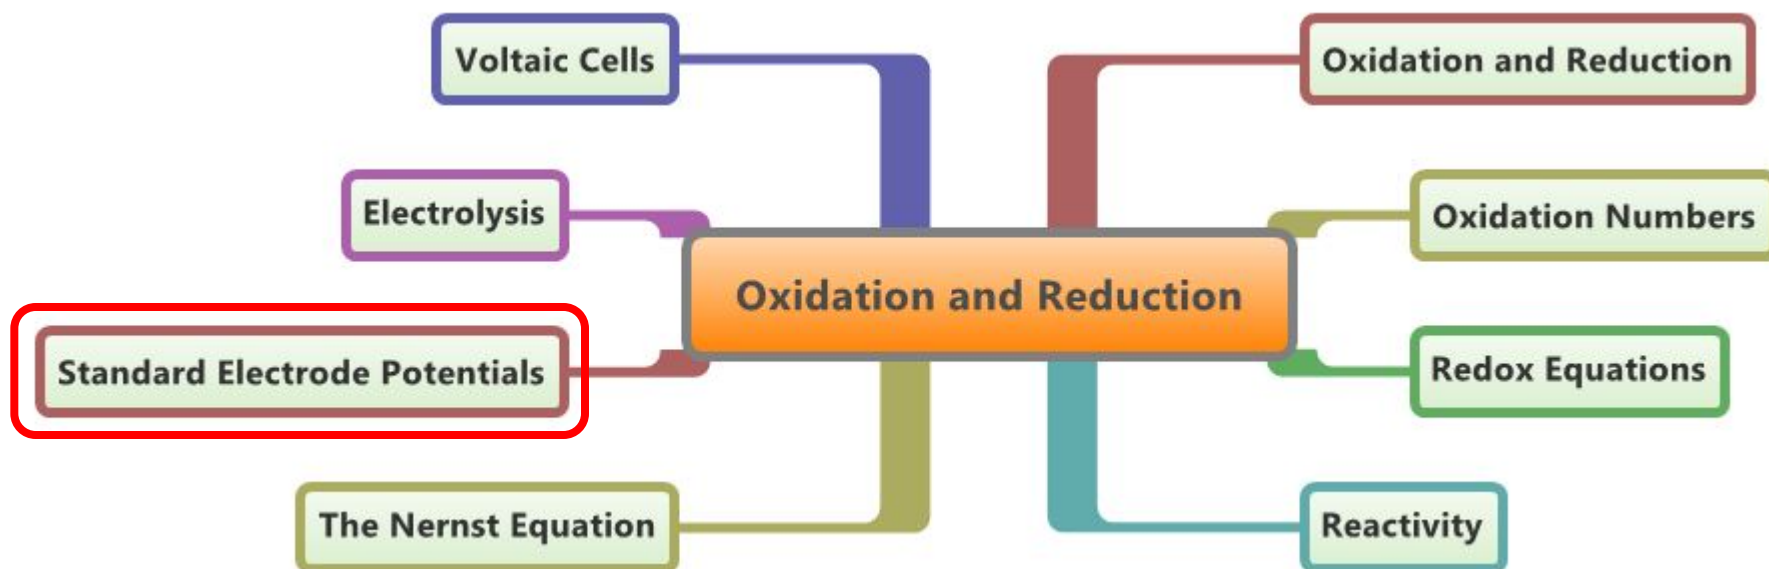 Voltaic Cells
Oxidation and Reduction
Electrolysis
Oxidation Numbers
Oxidation and Reduction
Standard Electrode Potentials
Redox Equations
The Nernst Equation
Reactivity